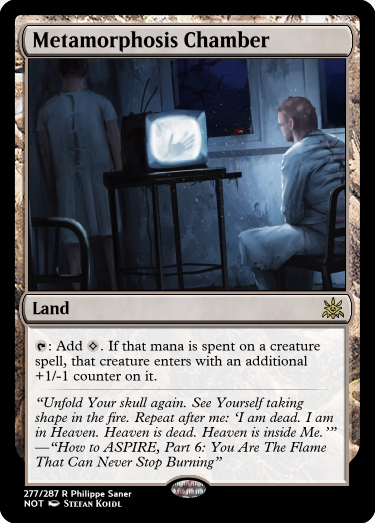 Metamorphosis Chamber
Land
: Add . If that mana is spent on a creature
spell, that creature enters with an additional
+1/-1 counter on it.
“Unfold Your skull again. See Yourself taking
shape in the fire. Repeat after me: ‘I am dead. I am
in Heaven. Heaven is dead. Heaven is inside Me.’”
—“How to ASPIRE, Part 6: You Are The Flame
That Can Never Stop Burning”
277/287 R Philippe Saner
NOT Stefan Koidl